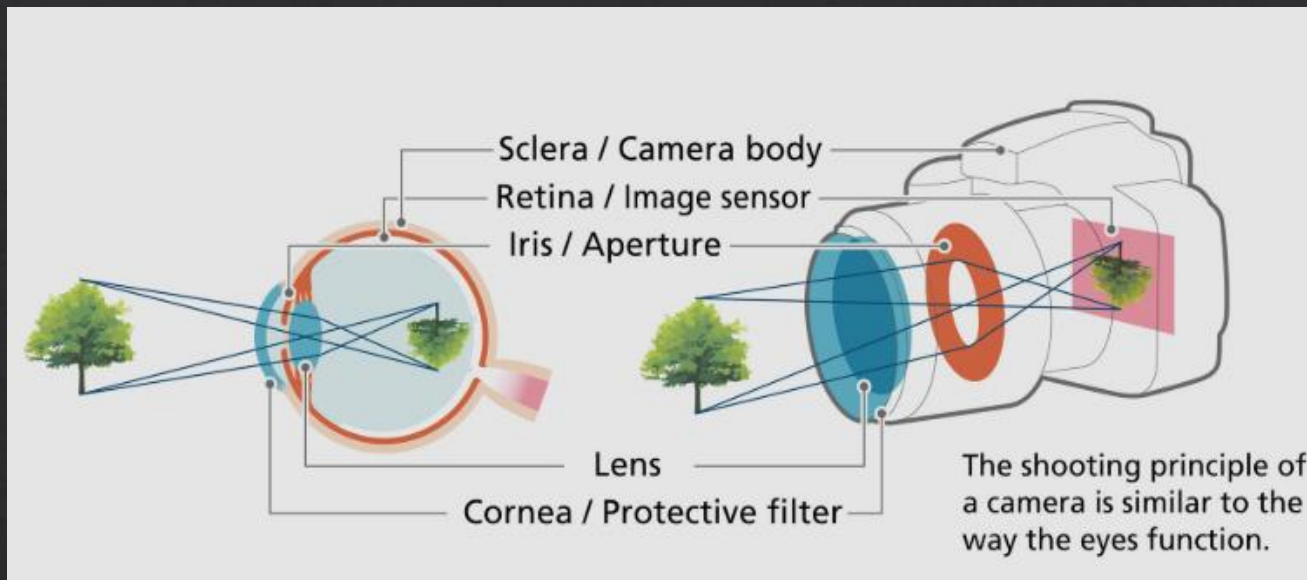 Sclera / Camera body
Retina / Image sensor
Iris / Aperture
Lens
Cornea / Protective filter
The shooting principle of
a camera is similar to the
way the eyes function.